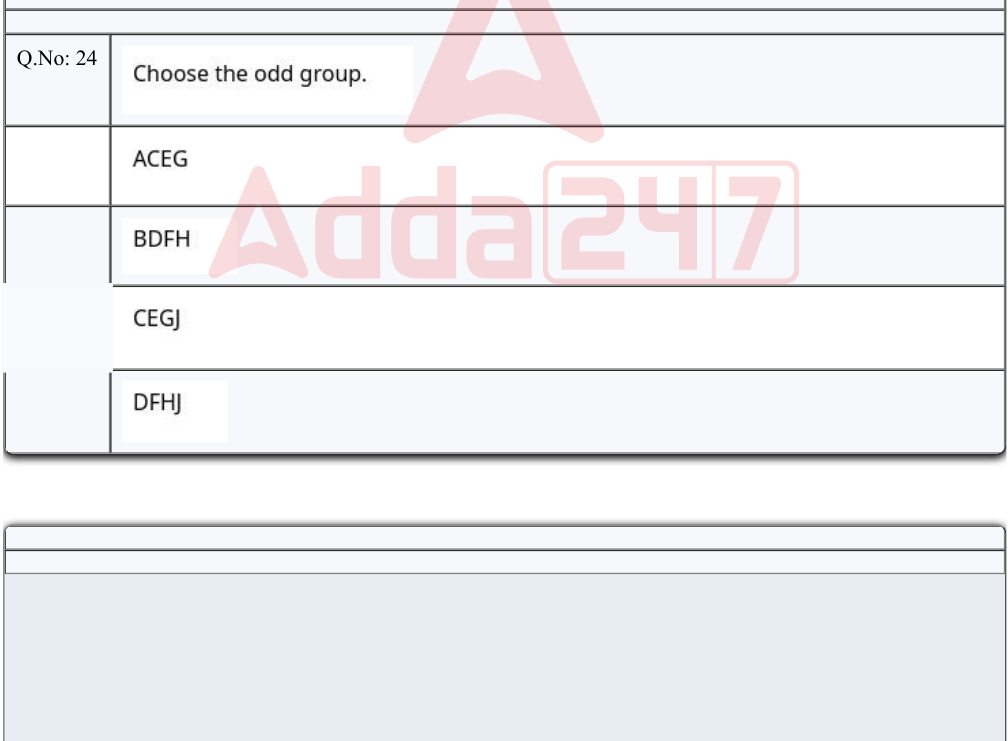 Q.No: 24
Choose the odd group.
ACEG
Adda247
BDFH
CEGJ
DFHJ